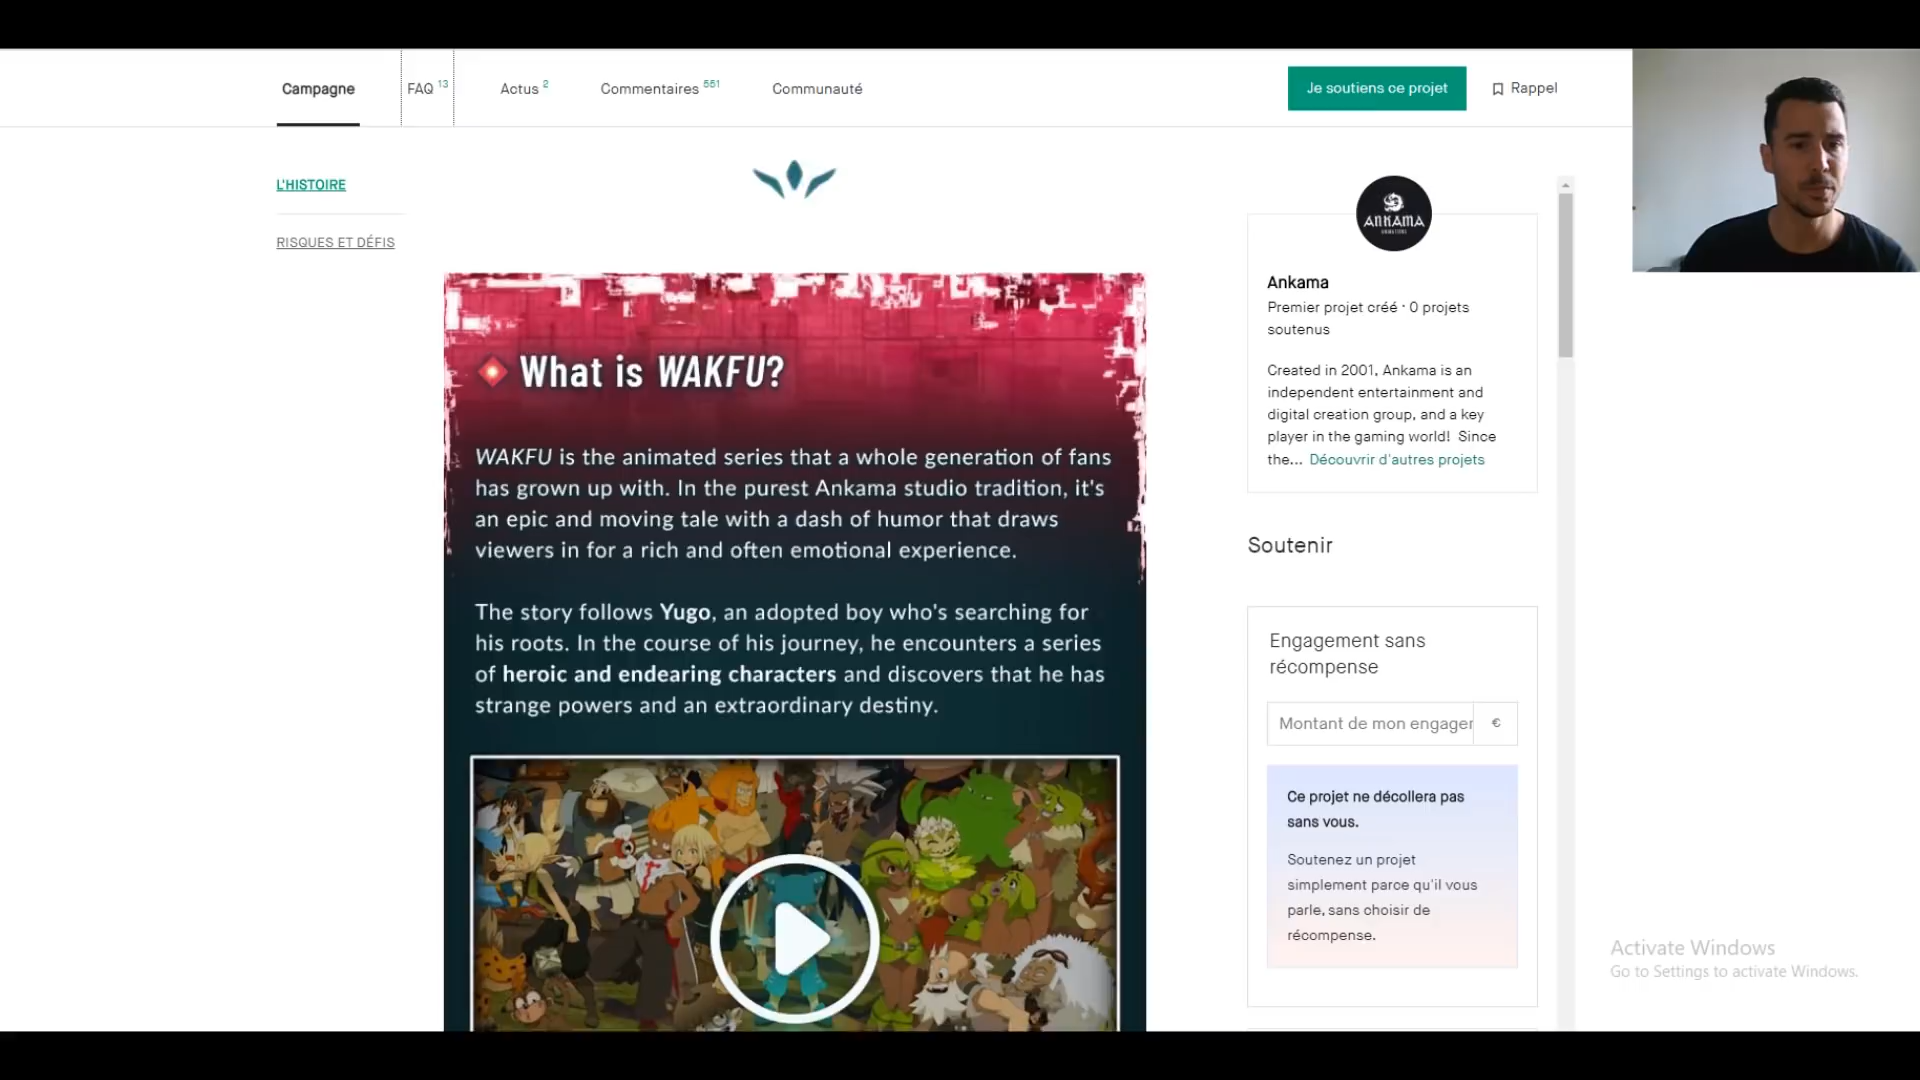 Campagne
FAQ 13
Actus 2
Commentaires 551
Communauté
Je soutiens ce projet
Rappel
L'HISTOIRE
RISQUES ET DÉFIS
What is WAKFU?
WAKFU is the animated series that a whole generation of fans
has grown up with. In the purest Ankama studio tradition, it's
an epic and moving tale with a dash of humor that draws
viewers in for a rich and often emotional experience.
The story follows Yugo, an adopted boy who's searching for
his roots. In the course of his journey, he encounters a series
of heroic and endearing characters and discovers that he has
strange powers and an extraordinary destiny.
ANKAMA
Ankama
Premier projet créé · 0 projets
soutenus
Created in 2001, Ankama is an
independent entertainment and
digital creation group, and a key
player in the gaming world! Since
the... Découvrir d'autres projets
Soutenir
Engagement sans
récompense
Montant de mon engager
€
Ce projet ne décollera pas
sans vous.
Soutenez un projet
simplement parce qu'il vous
parle, sans choisir de
récompense.
Activate Windows
Go to Settings to activate Windows.